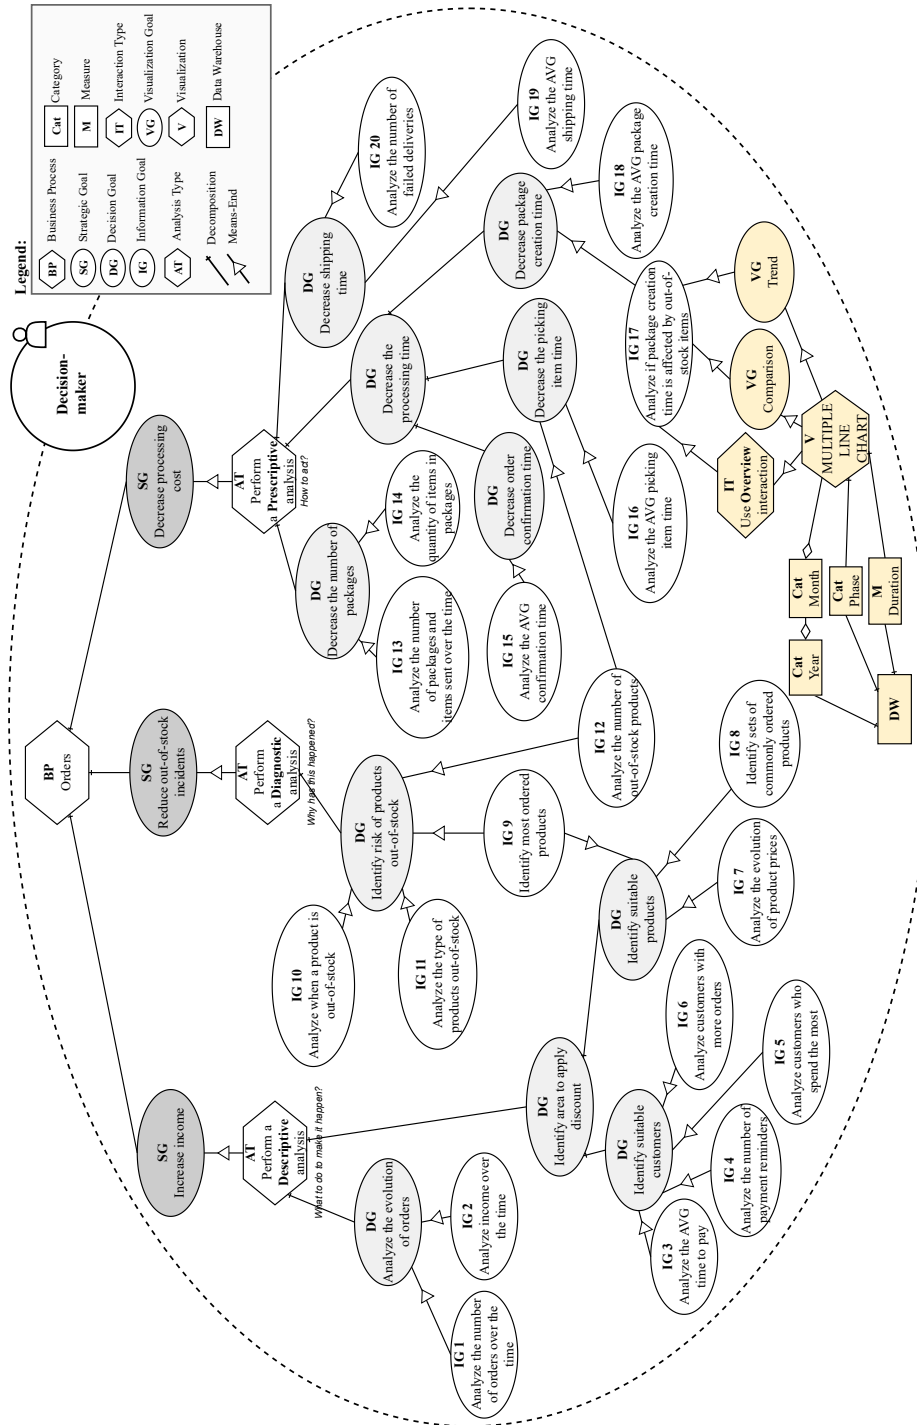 Legend:
BP Business Process
SG Strategic Goal
DG Decision Goal
IG Information Goal
AT Analysis Type
Decomposition
Means-End
Cat Category
M Measure
IT Interaction Type
VG Visualization Goal
V Visualization
DW Data Warehouse
Decision-
maker
BP
Orders
SG
Increase income
SG
Reduce out-of-stock
incidents
SG
Decrease processing
cost
AT
Perform a
Descriptive
analysis
What to do to make it happen?
AT
Perform
a Diagnostic
analysis
Why has this happened?
AT
Perform
a Prescriptive
analysis
How to act?
DG
Analyze the evolution
of orders
IG 1
Analyze the number
of orders over the
time
IG 2
Analyze income over
the time
DG
Identify area to apply
discount
DG
Identify suitable
customers
IG 3
Analyze the AVG
time to pay
IG 4
Analyze the number of
payment reminders
IG 5
Analyze customers who
spend the most
IG 6
Analyze customers with
more orders
DG
Identify suitable
products
IG 7
Analyze the evolution
of product prices
IG 8
Identify sets of
commonly ordered
products
IG 9
Identify most ordered
products
DG
Identify risk of products
out-of-stock
IG 10
Analyze when a product is
out-of-stock
IG 11
Analyze the type of
products out-of-stock
IG 12
Analyze the number of
out-of-stock products
DG
Decrease the number of
packages
IG 13
Analyze the number
of packages and
items sent over the time
IG 14
Analyze the
quantity of items in
packages
DG
Decrease the
processing time
DG
Decrease order
confirmation time
IG 15
Analyze the AVG
confirmation time
DG
Decrease the picking
item time
IG 16
Analyze the AVG picking
item time
DG
Decrease package
creation time
IG 17
Analyze if package creation
time is affected by out-of-
stock items
IG 18
Analyze the AVG package
creation time
DG
Decrease shipping
time
IG 19
Analyze the AVG
shipping time
IG 20
Analyze the number of
failed deliveries
IT
Use Overview
interaction
VG
Comparison
VG
Trend
V
MULTIPLE
LINE
CHART
Cat
Year
Cat
Month
Cat
Phase
M
Duration
DW